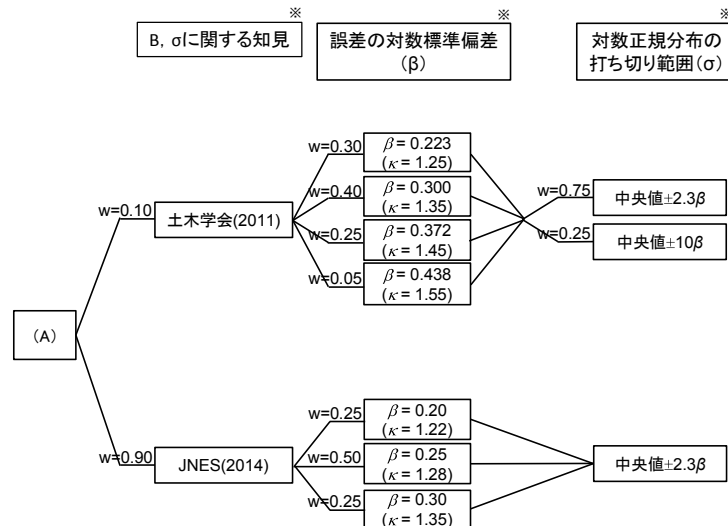 ※
※
※
B，σに関する知見
誤差の対数標準偏差
（β）
対数正規分布の
打ち切り範囲（σ）
w=0.30
β = 0.223
(κ = 1.25)
w=0.40
β = 0.300
(κ = 1.35)
w=0.75
中央値±2.3β
w=0.10
土木学会(2011)
w=0.25
β = 0.372
(κ = 1.45)
w=0.25
中央値±10β
w=0.05
β = 0.438
(κ = 1.55)
（A）
w=0.25
β = 0.20
(κ = 1.22)
w=0.90
JNES(2014)
w=0.50
β = 0.25
(κ = 1.28)
中央値±2.3β
w=0.25
β = 0.30
(κ = 1.35)